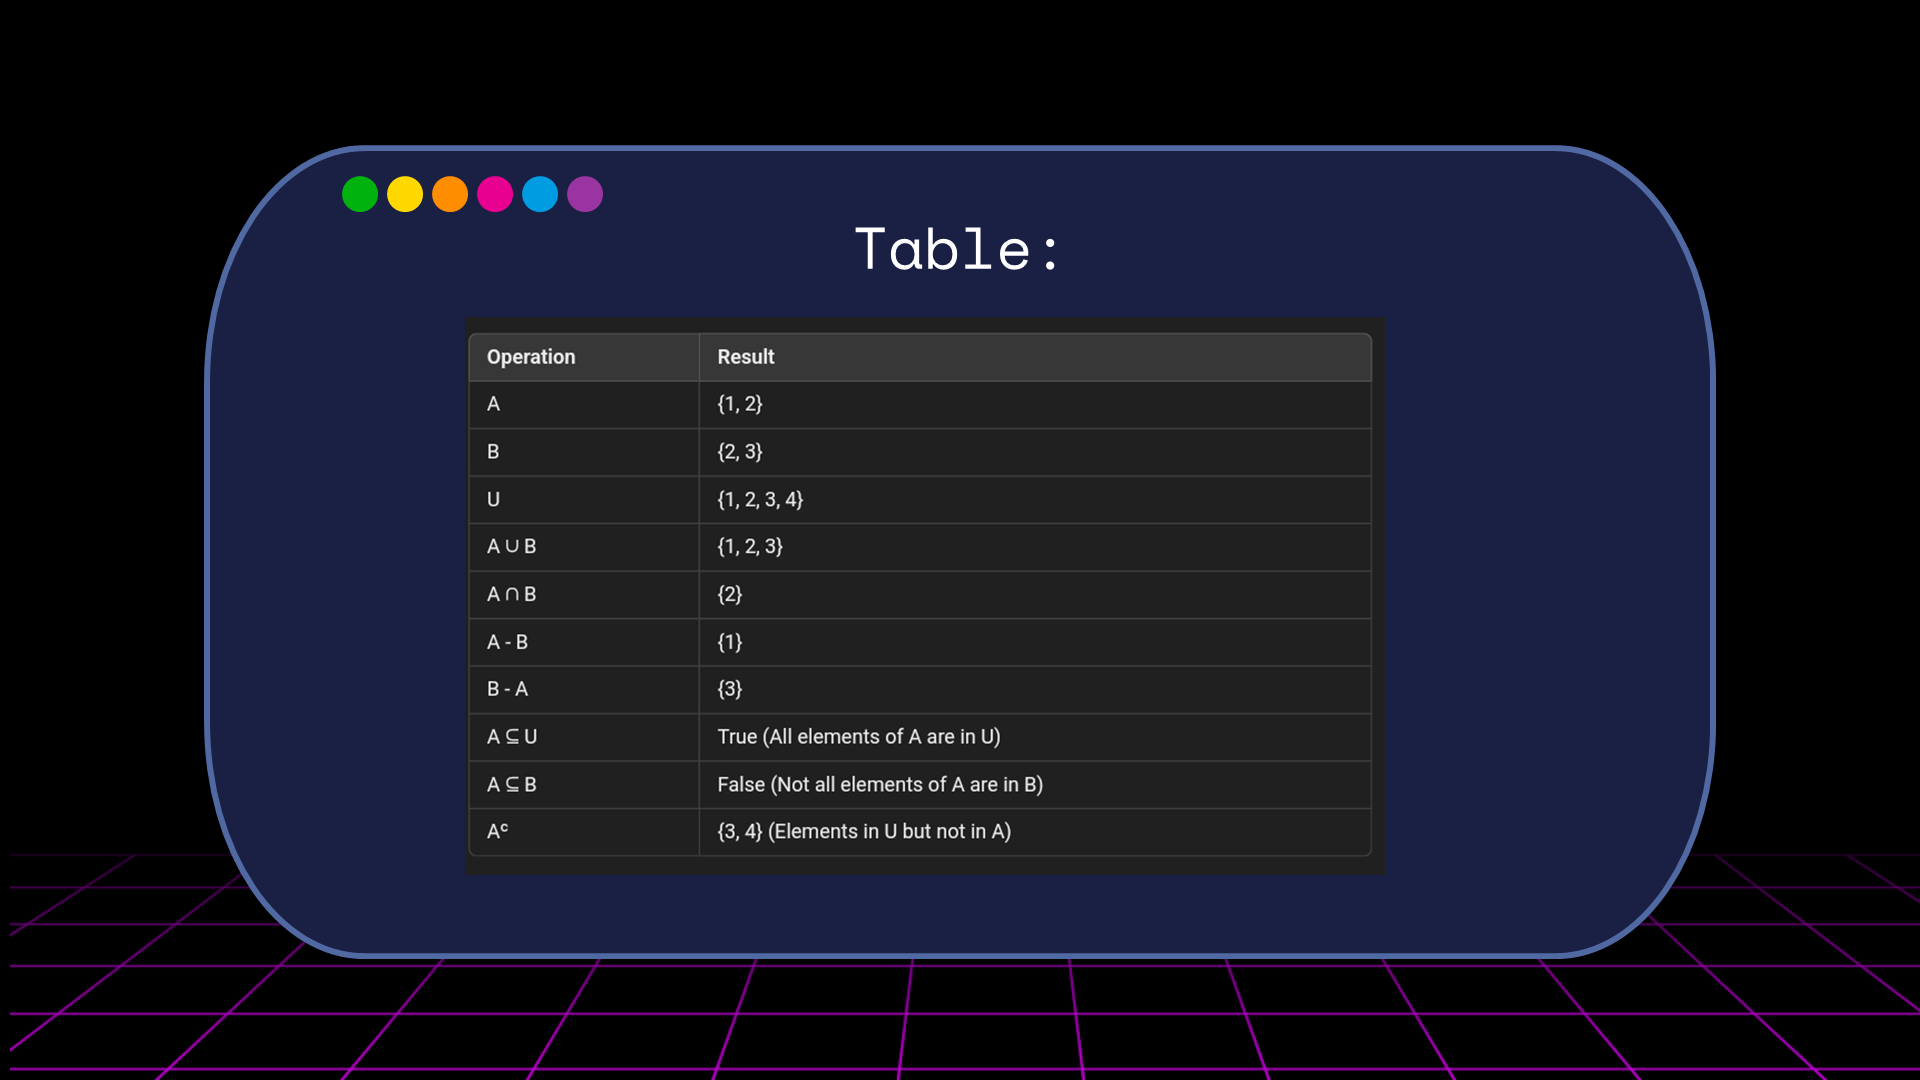 Table:
Operation Result
A {1, 2}
B {2, 3}
U {1, 2, 3, 4}
A ∪ B {1, 2, 3}
A ∩ B {2}
A - B {1}
B - A {3}
A ⊆ U True (All elements of A are in U)
A ⊆ B False (Not all elements of A are in B)
Aᶜ {3, 4} (Elements in U but not in A)